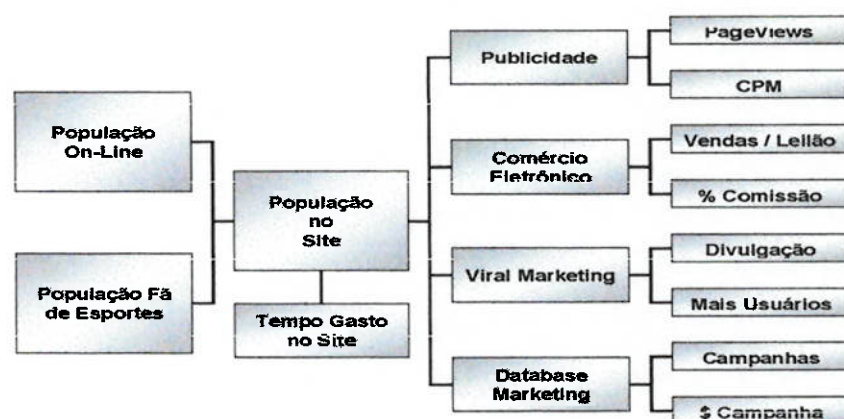 População
On-Line
População Fã
de Esportes
População
no
Site
Tempo Gasto
no Site
Publicidade
PageViews
CPM
Comércio
Eletrônico
Vendas / Leilão
% Comissão
Viral Marketing
Divulgação
Mais Usuários
Database
Marketing
Campanhas
$ Campanha